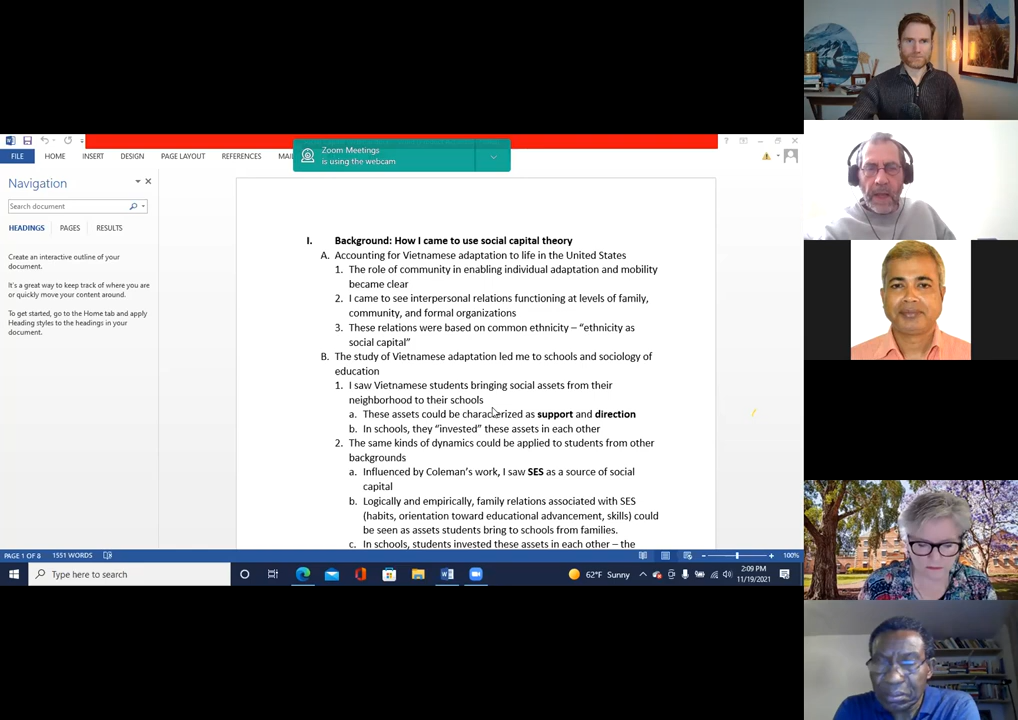 FILE HOME INSERT DESIGN PAGE LAYOUT REFERENCES MAI
Zoom Meetings
is using the webcam
Navigation
Search document
HEADINGS PAGES RESULTS
Create an interactive outline of your
document.
It's a great way to keep track of where you are
or quickly move your content around.
To get started, go to the Home tab and apply
Heading styles to the headings in your
document.
I. Background: How I came to use social capital theory
A. Accounting for Vietnamese adaptation to life in the United States
1. The role of community in enabling individual adaptation and mobility
became clear
2. I came to see interpersonal relations functioning at levels of family,
community, and formal organizations
3. These relations were based on common ethnicity – “ethnicity as
social capital”
B. The study of Vietnamese adaptation led me to schools and sociology of
education
1. I saw Vietnamese students bringing social assets from their
neighborhood to their schools
a. These assets could be characterized as support and direction
b. In schools, they “invested” these assets in each other
2. The same kinds of dynamics could be applied to students from other
backgrounds
a. Influenced by Coleman’s work, I saw SES as a source of social
capital
b. Logically and empirically, family relations associated with SES
(habits, orientation toward educational advancement, skills) could
be seen as assets students bring to schools from families.
c. In schools, students invested these assets in each other – the
PAGE 1 OF 8 1551 WORDS 100%
Type here to search 62°F Sunny 2:09 PM
11/19/2021